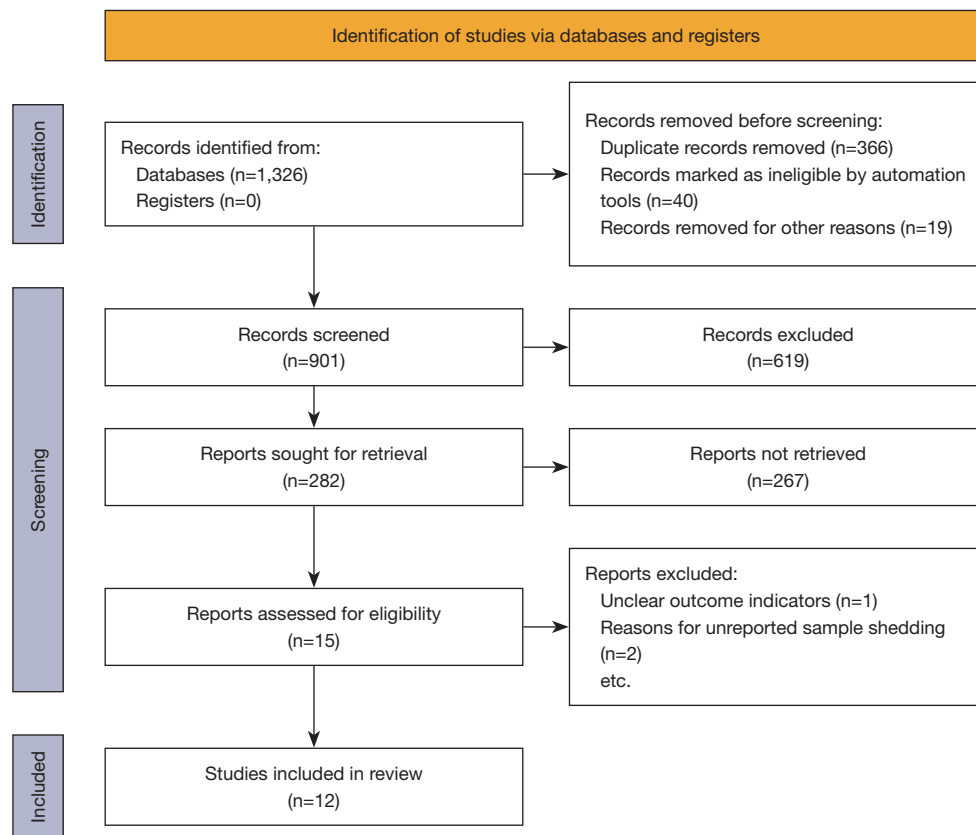 Identification of studies via databases and registers
Identification
Records identified from:
Databases (n=1,326)
Registers (n=0)
Records removed before screening:
Duplicate records removed (n=366)
Records marked as ineligible by automation
tools (n=40)
Records removed for other reasons (n=19)
Screening
Records screened
(n=901)
Records excluded
(n=619)
Reports sought for retrieval
(n=282)
Reports not retrieved
(n=267)
Reports assessed for eligibility
(n=15)
Reports excluded:
Unclear outcome indicators (n=1)
Reasons for unreported sample shedding
(n=2)
etc.
Included
Studies included in review
(n=12)